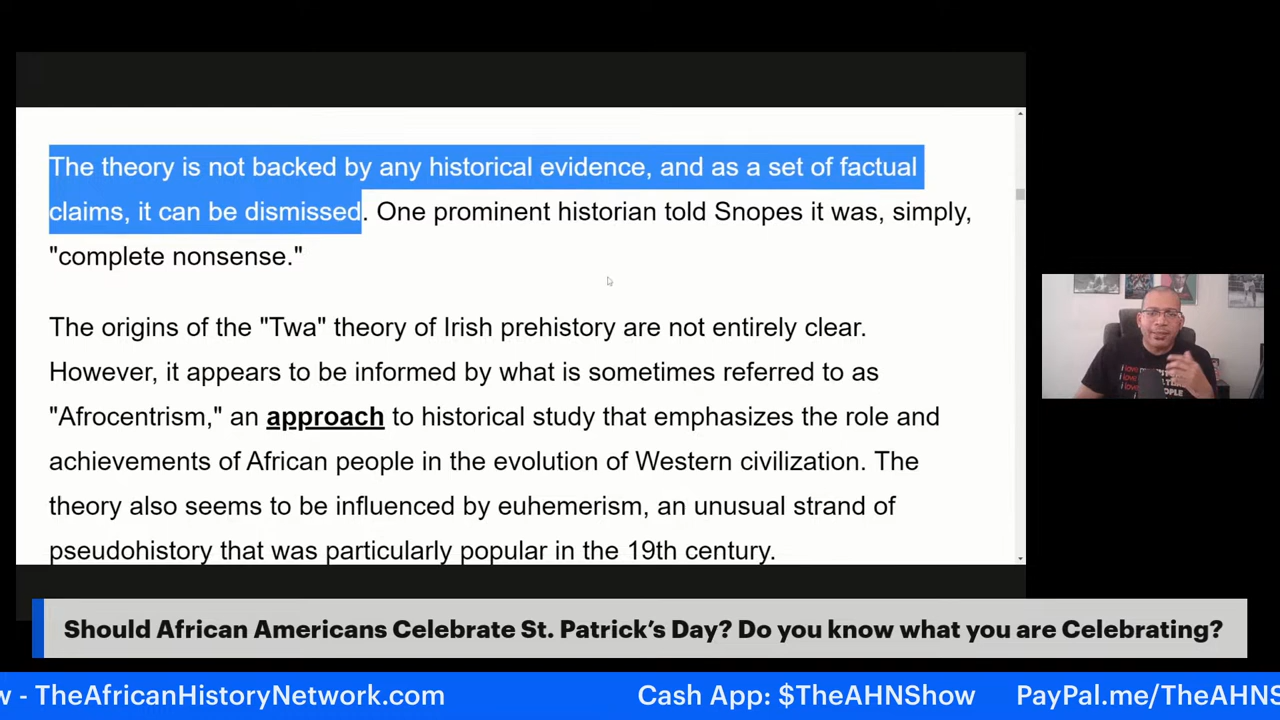 The theory is not backed by any historical evidence, and as a set of factual
claims, it can be dismissed. One prominent historian told Snopes it was, simply,
"complete nonsense."
The origins of the "Twa" theory of Irish prehistory are not entirely clear.
However, it appears to be informed by what is sometimes referred to as
"Afrocentrism," an approach to historical study that emphasizes the role and
achievements of African people in the evolution of Western civilization. The
theory also seems to be influenced by euhemerism, an unusual strand of
pseudohistory that was particularly popular in the 19th century.
Should African Americans Celebrate St. Patrick's Day? Do you know what you are Celebrating?
w - TheAfricanHistoryNetwork.com Cash App: $TheAHNShow PayPal.me/TheAHNS